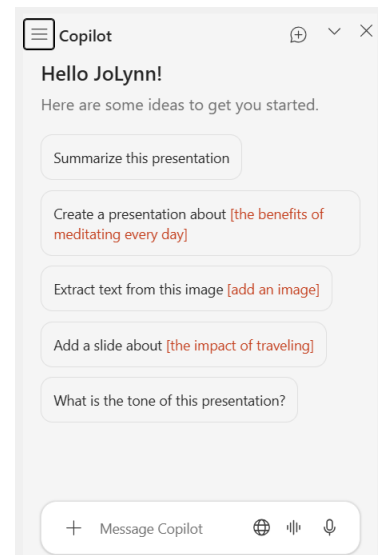 Copilot
Hello JoLynn!
Here are some ideas to get you started.
Summarize this presentation
Create a presentation about [the benefits of
meditating every day]
Extract text from this image [add an image]
Add a slide about [the impact of traveling]
What is the tone of this presentation?
Message Copilot